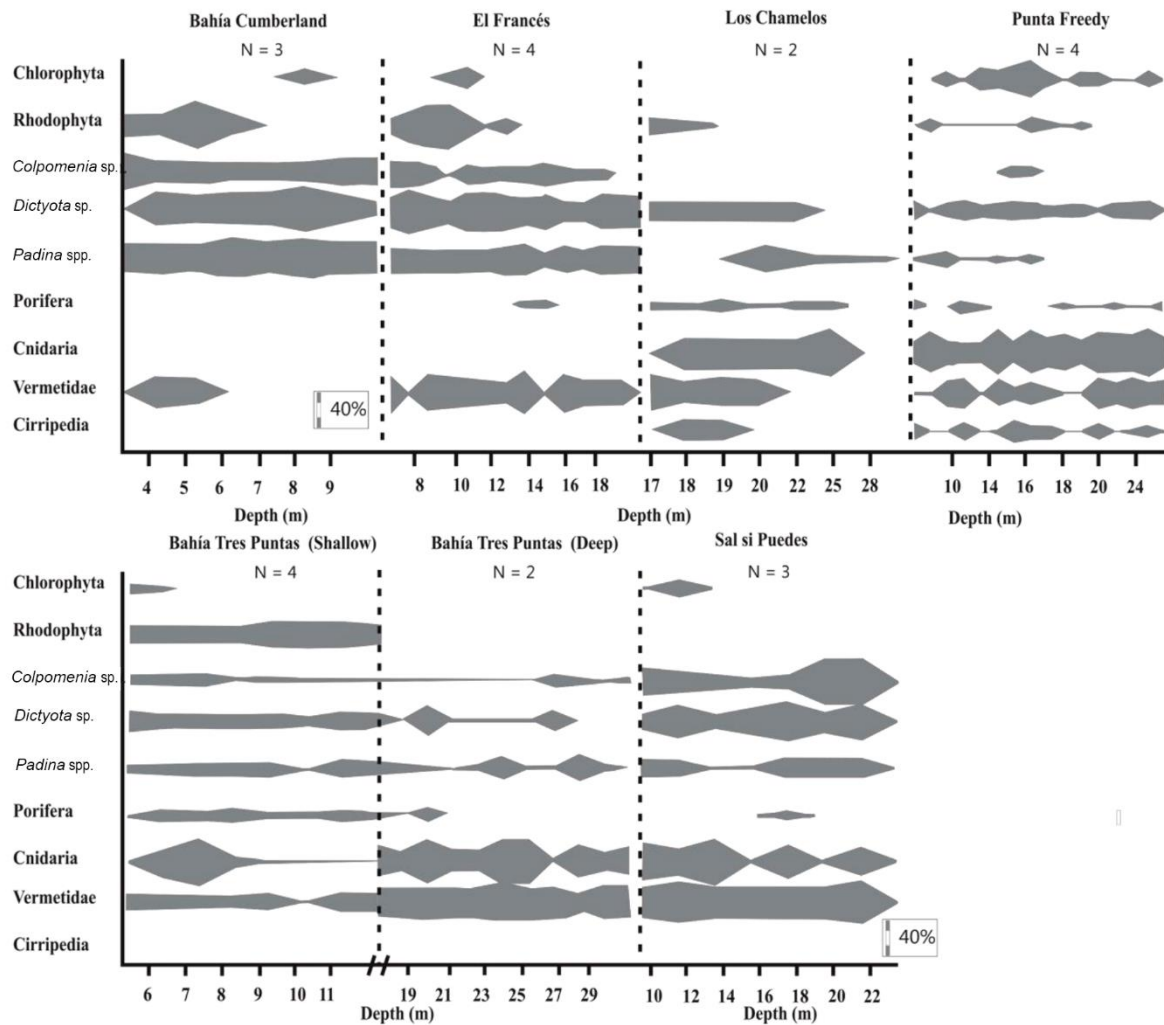 Bahía Cumberland El Francés Los Chamelos Punta Freedy
N = 3 N = 4 N = 2 N = 4
Chlorophyta
Rhodophyta
Colpomenia sp.
Dictyota sp.
Padina spp.
Porifera
Cnidaria
Vermetidae
40%
Cirripedia
4 5 6 7 8 9 8 10 12 14 16 18 17 18 19 20 22 25 28 10 14 16 18 20 24
Depth (m) Depth (m) Depth (m)
Bahía Tres Puntas (Shallow) Bahía Tres Puntas (Deep) Sal si Puedes
N = 4 N = 2 N = 3
Chlorophyta
Rhodophyta
Colpomenia sp.
Dictyota sp.
Padina spp.
Porifera
Cnidaria
Vermetidae
40%
Cirripedia
6 7 8 9 10 11 19 21 23 25 27 29 10 12 14 16 18 20 22
Depth (m) Depth (m)